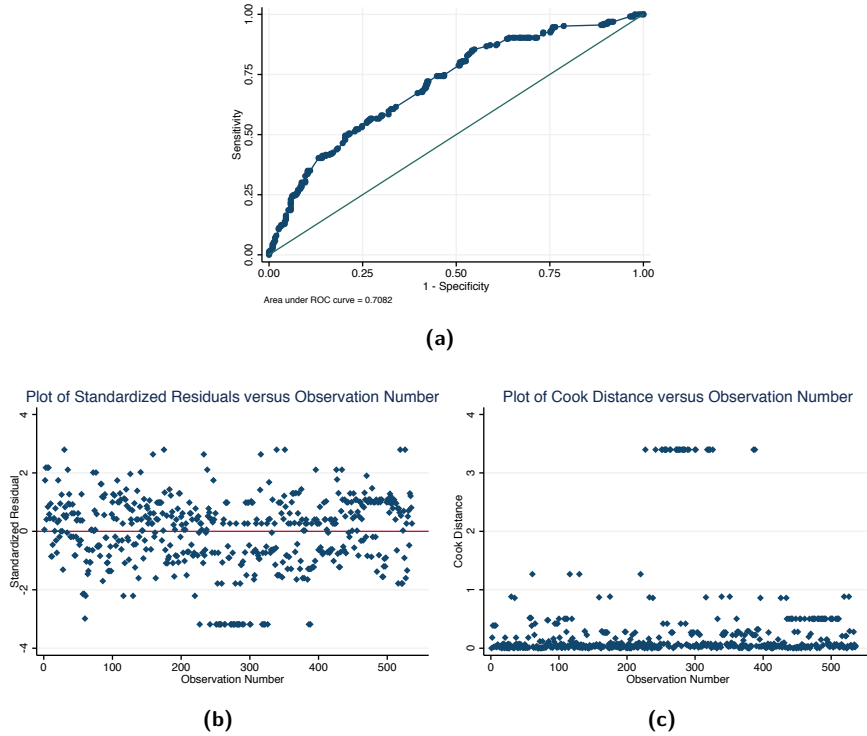 1.00
0.75
0.50
0.25
0.00
Sensitivity
0.00 0.25 0.50 0.75 1.00
1 - Specificity
Area under ROC curve = 0.7082
(a)
Plot of Standardized Residuals versus Observation Number
4
2
0
-2
-4
Standardized Residual
0 100 200 300 400 500
Observation Number
(b)
Plot of Cook Distance versus Observation Number
4
3
2
1
0
Cook Distance
0 100 200 300 400 500
Observation Number
(c)